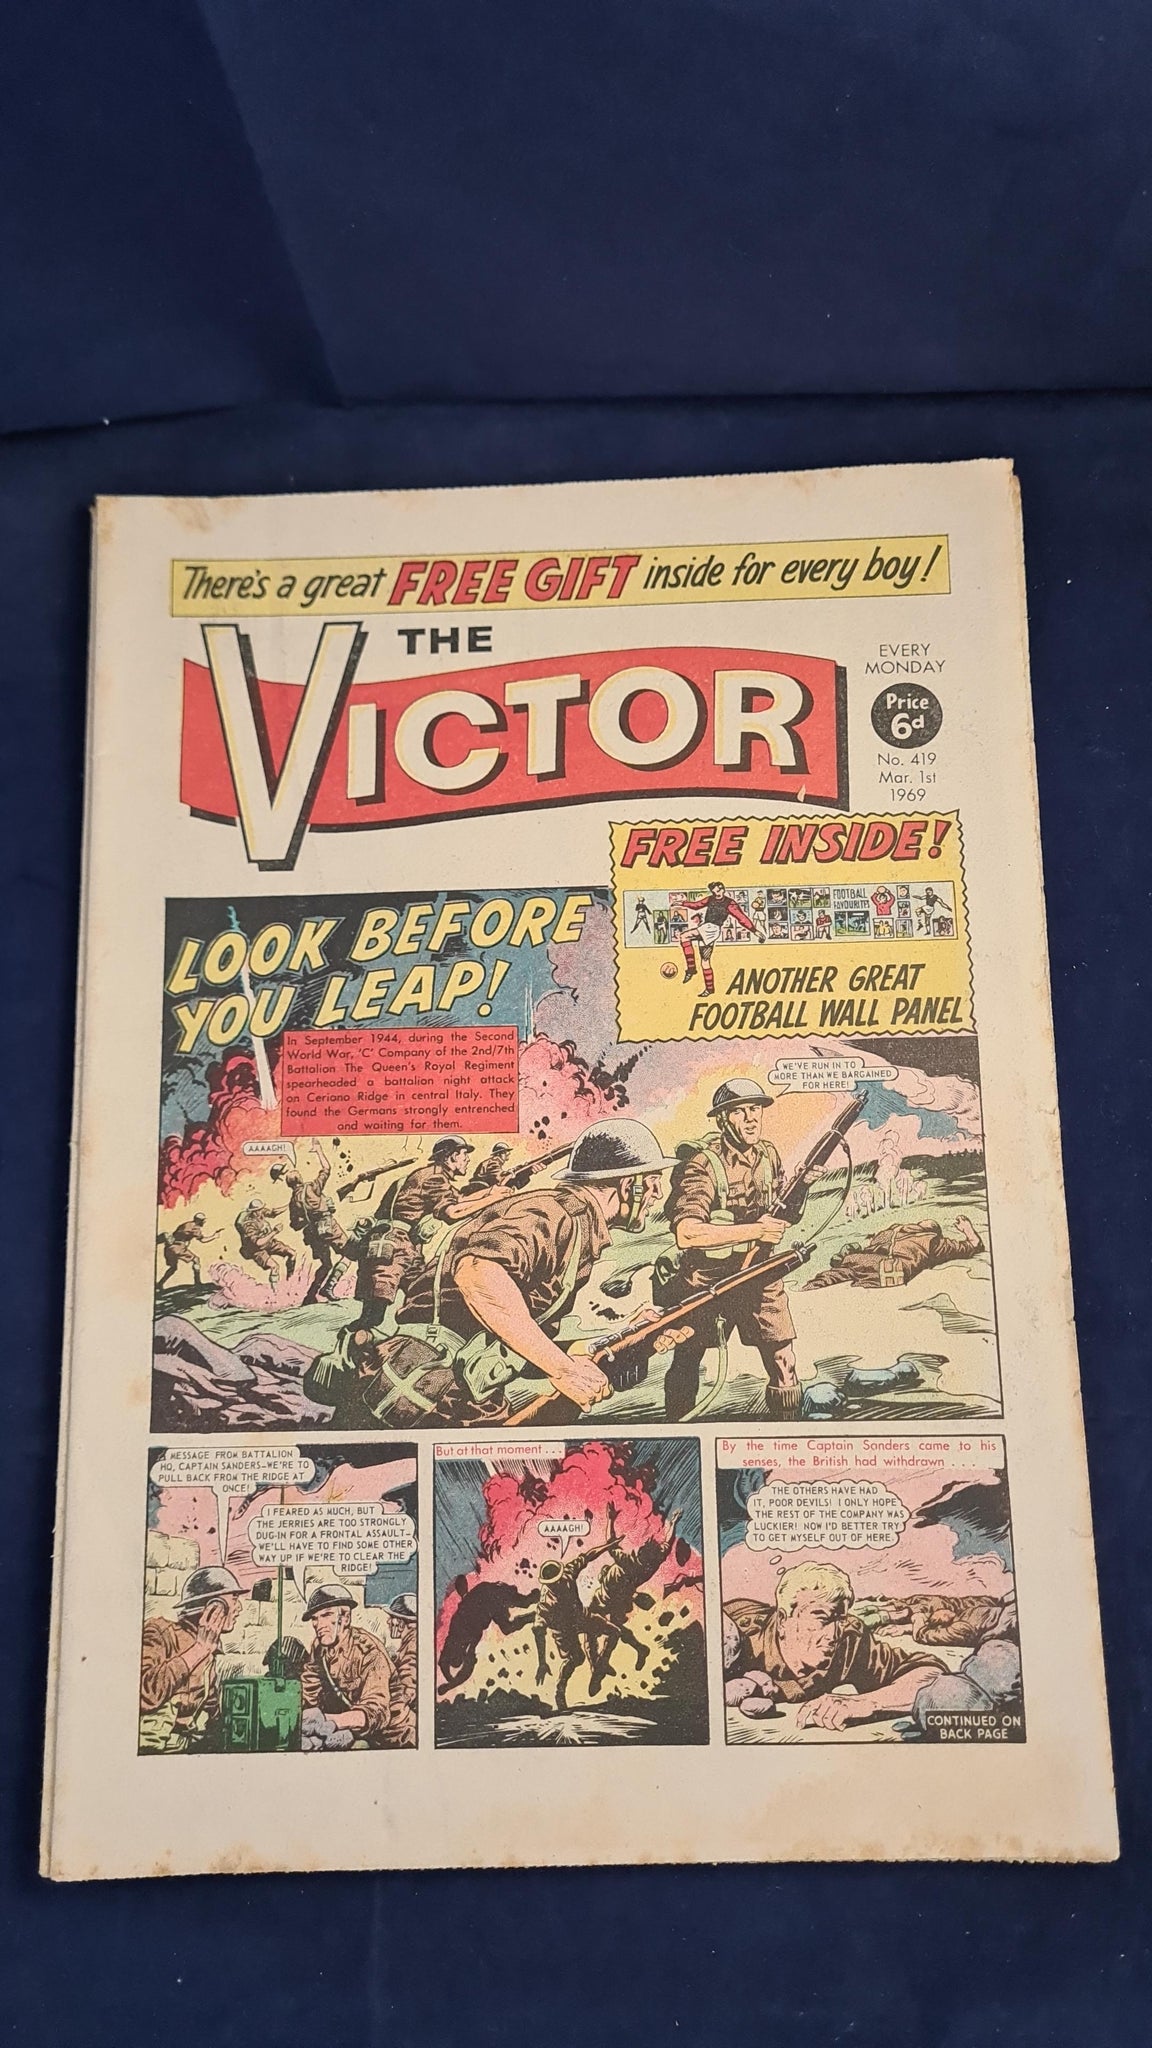 There's a great FREE GIFT inside for every boy!
THE
VICTOR
EVERY
MONDAY
Price
6d
No. 419
Mar. 1st
1969
FREE INSIDE!
FOOTBALL
FAVOURITES
ANOTHER GREAT
FOOTBALL WALL PANEL
LOOK BEFORE
YOU LEAP!
In September 1944, during the Second
World War, 'C' Company of the 2nd/7th
Battalion The Queen's Royal Regiment
spearheaded a battalion night attack
on Ceriano Ridge in central Italy. They
found the Germans strongly entrenched
and waiting for them.
WE'VE RUN IN TO
MORE THAN WE BARGAINED
FOR HERE!
AAAAGH!
MESSAGE FROM BATTALION
HQ, CAPTAIN SANDERS—WE'RE TO
PULL BACK FROM THE RIDGE AT
ONCE!
I FEARED AS MUCH, BUT
THE JERRIES ARE TOO STRONGLY
DUG-IN FOR A FRONTAL ASSAULT—
WE'LL HAVE TO FIND SOME OTHER
WAY UP IF WE'RE TO CLEAR THE
RIDGE!
But at that moment . . .
AAAAGH!
By the time Captain Sanders came to his
senses, the British had withdrawn . . . .
THE OTHERS HAVE HAD
IT, POOR DEVILS! I ONLY HOPE
THE REST OF THE COMPANY WAS
LUCKIER! NOW I'D BETTER TRY
TO GET MYSELF OUT OF HERE.
CONTINUED ON
BACK PAGE